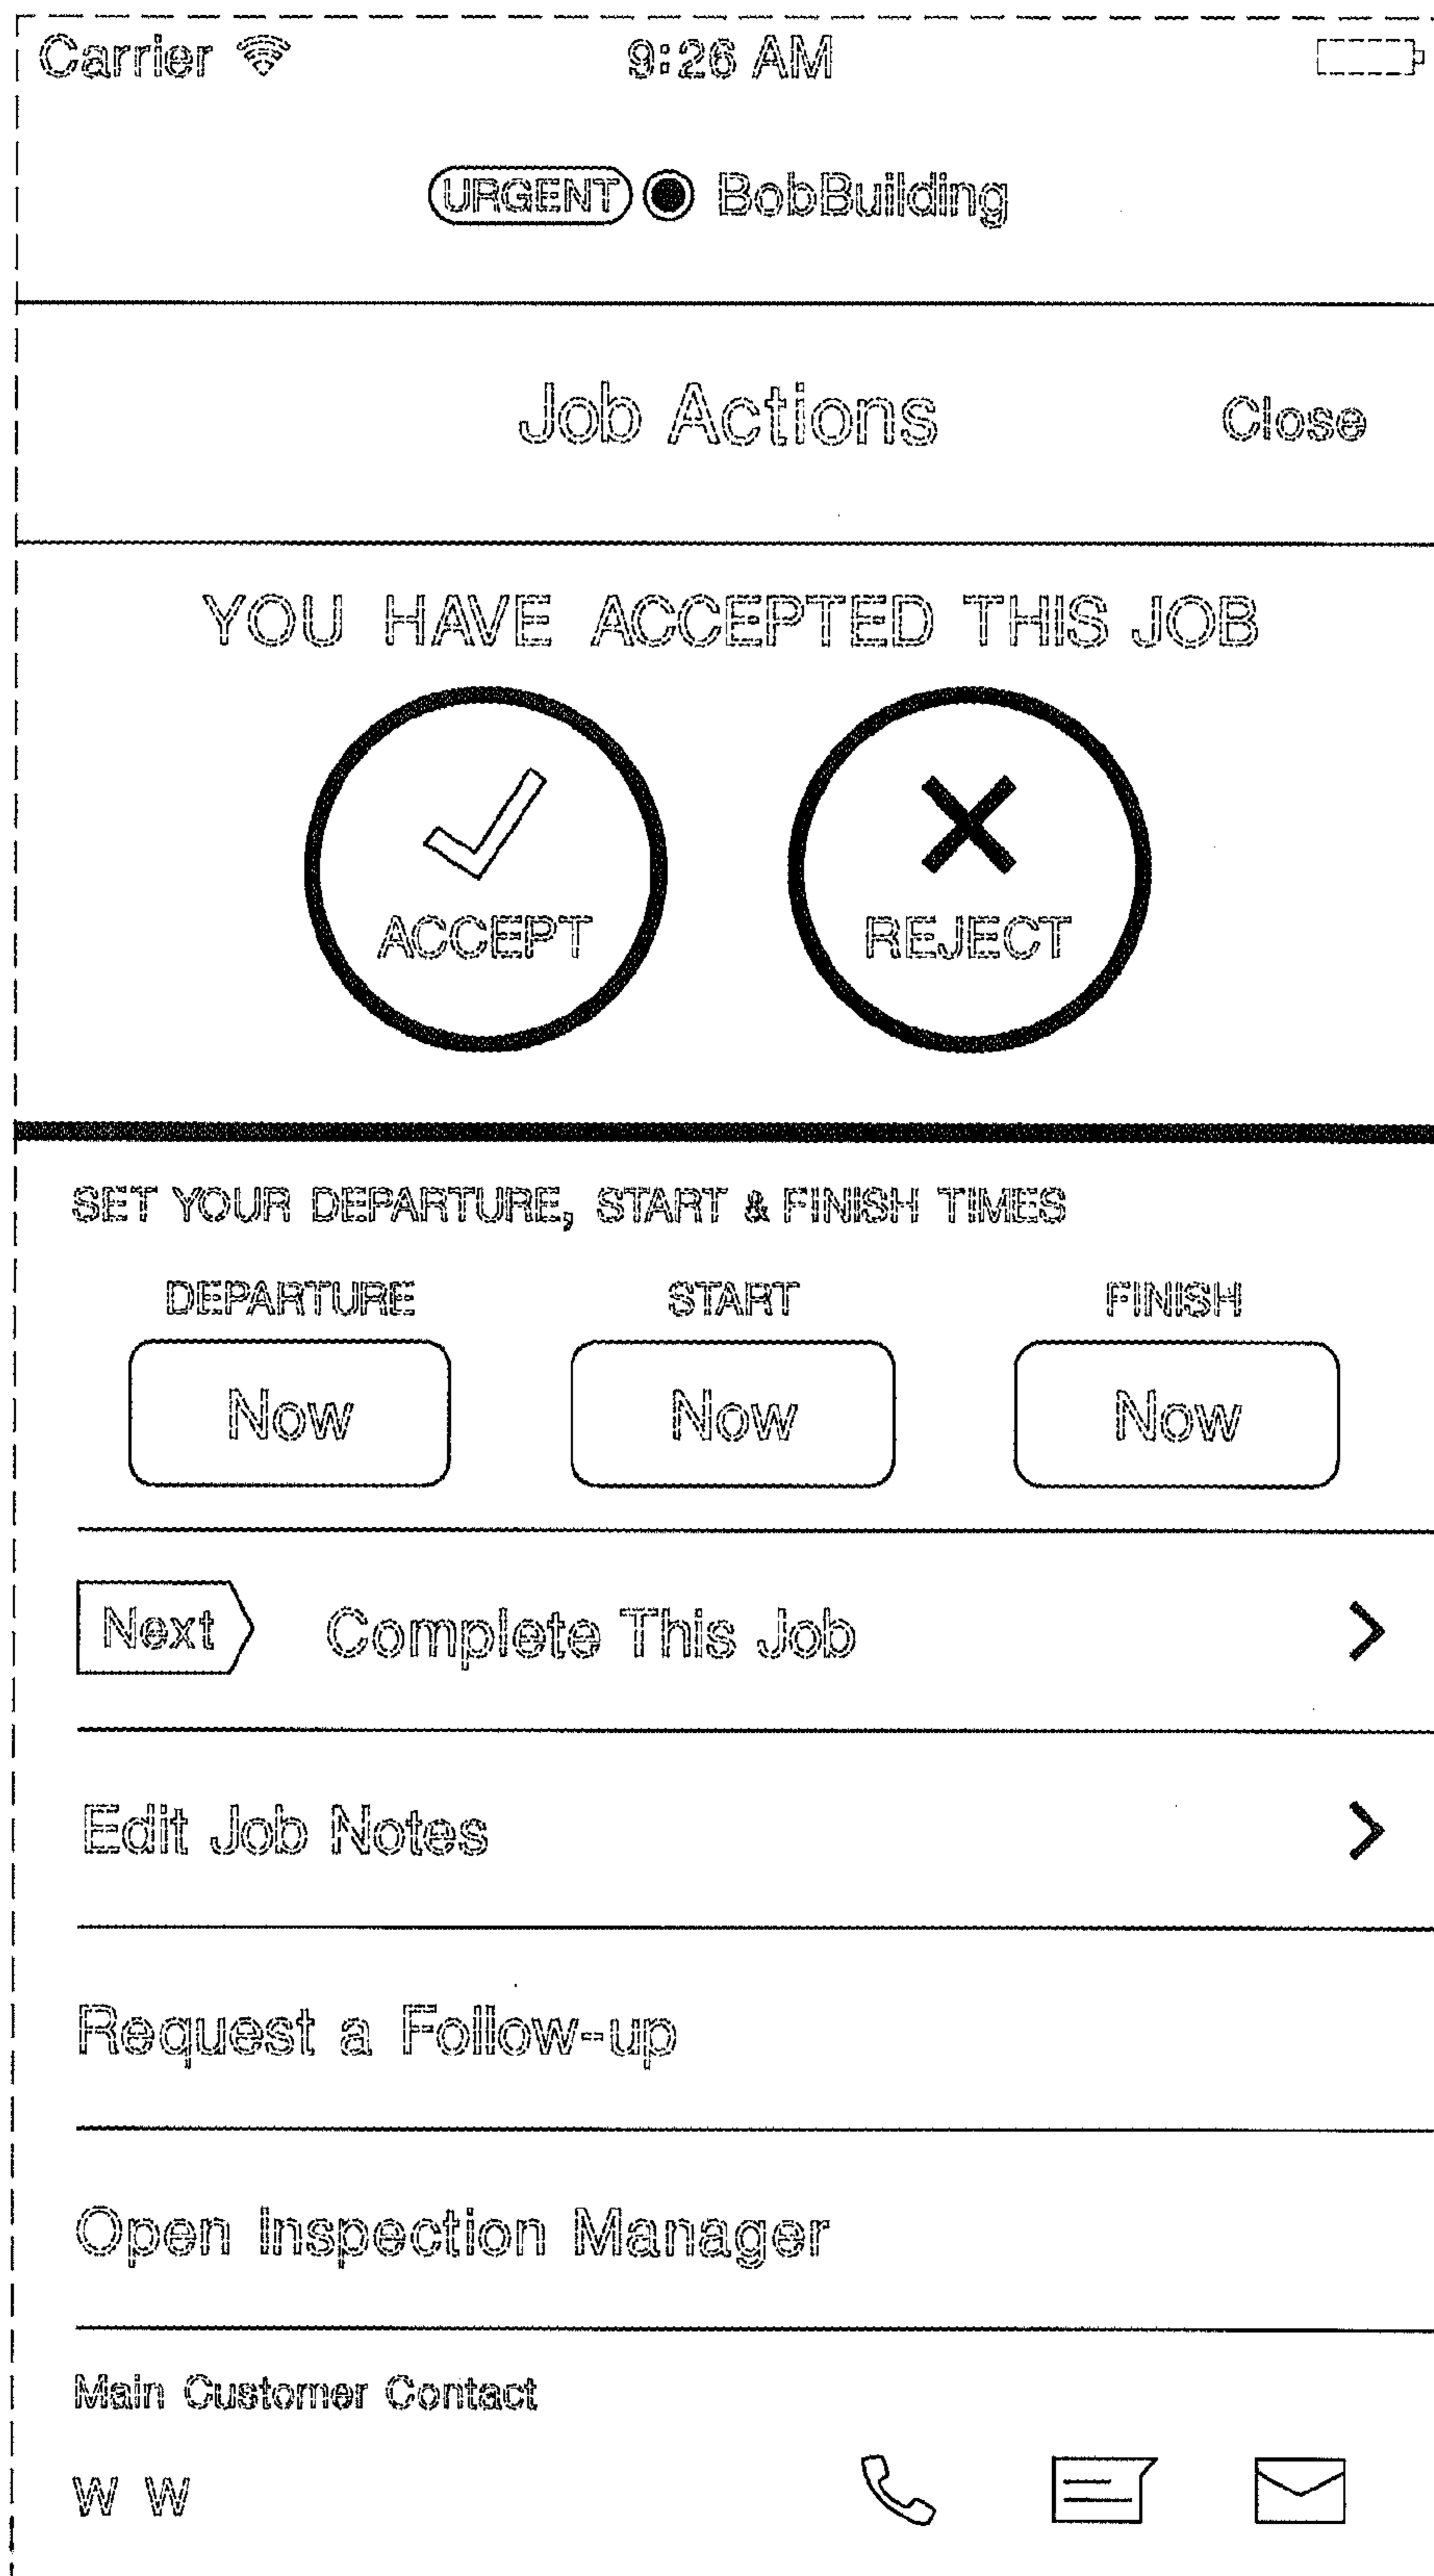 Carrier 9:26 AM
URGENT BobBuilding
Job Actions Close
YOU HAVE ACCEPTED THIS JOB
ACCEPT REJECT
SET YOUR DEPARTURE, START & FINISH TIMES
DEPARTURE START FINISH
Now Now Now
Next Complete This Job
Edit Job Notes
Request a Follow-up
Open Inspection Manager
Main Customer Contact
W W